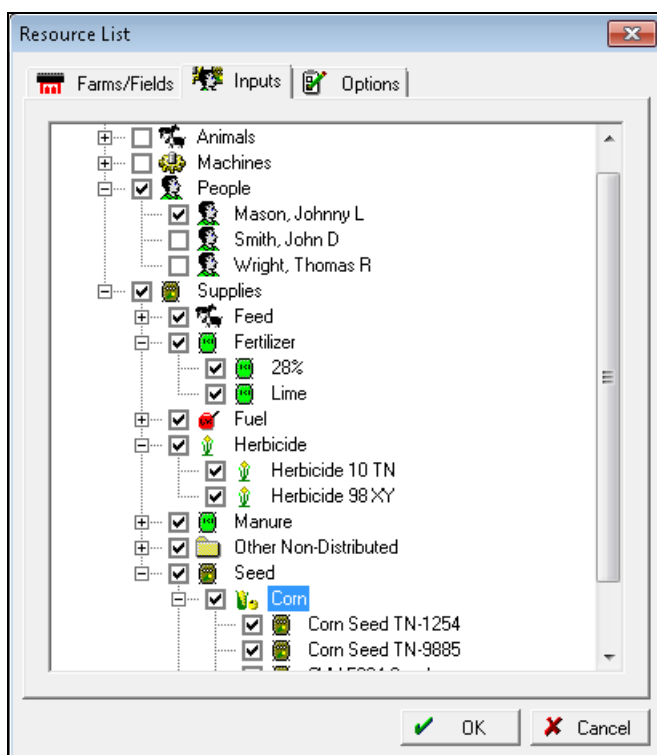 Resource List
Farms/Fields Inputs Options
Animals
Machines
People
Mason, Johnny L
Smith, John D
Wright, Thomas R
Supplies
Feed
Fertilizer
28%
Lime
Fuel
Herbicide
Herbicide 10 TN
Herbicide 98 XY
Manure
Other Non-Distributed
Seed
Corn
Corn Seed TN-1254
Corn Seed TN-9885
OK Cancel